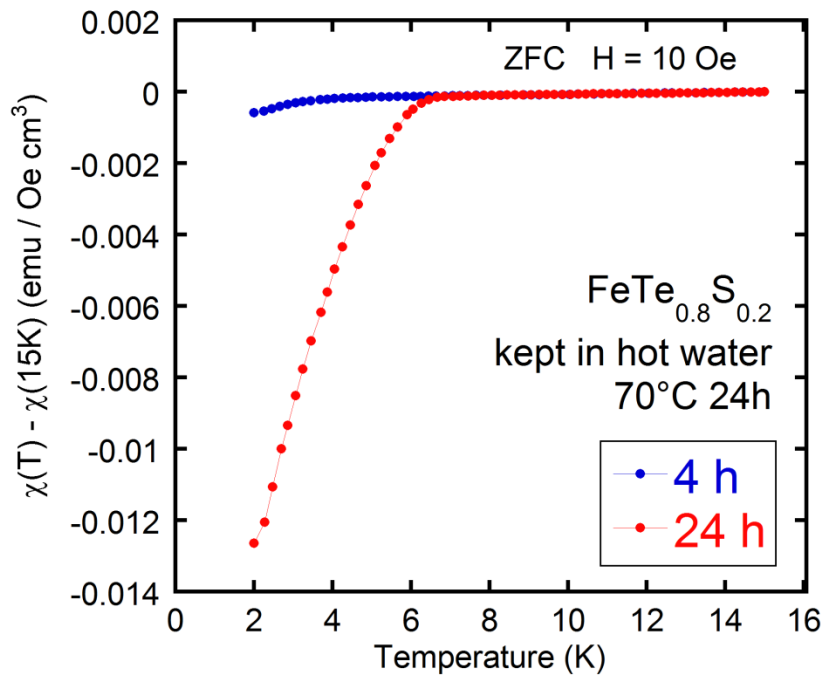 0.002
0
-0.002
-0.004
-0.006
-0.008
-0.01
-0.012
-0.014
χ(T) - χ(15K) (emu / Oe cm³)
ZFC H = 10 Oe
FeTe₀.₈S₀.₂
kept in hot water
70°C 24h
4 h
24 h
0 2 4 6 8 10 12 14 16
Temperature (K)